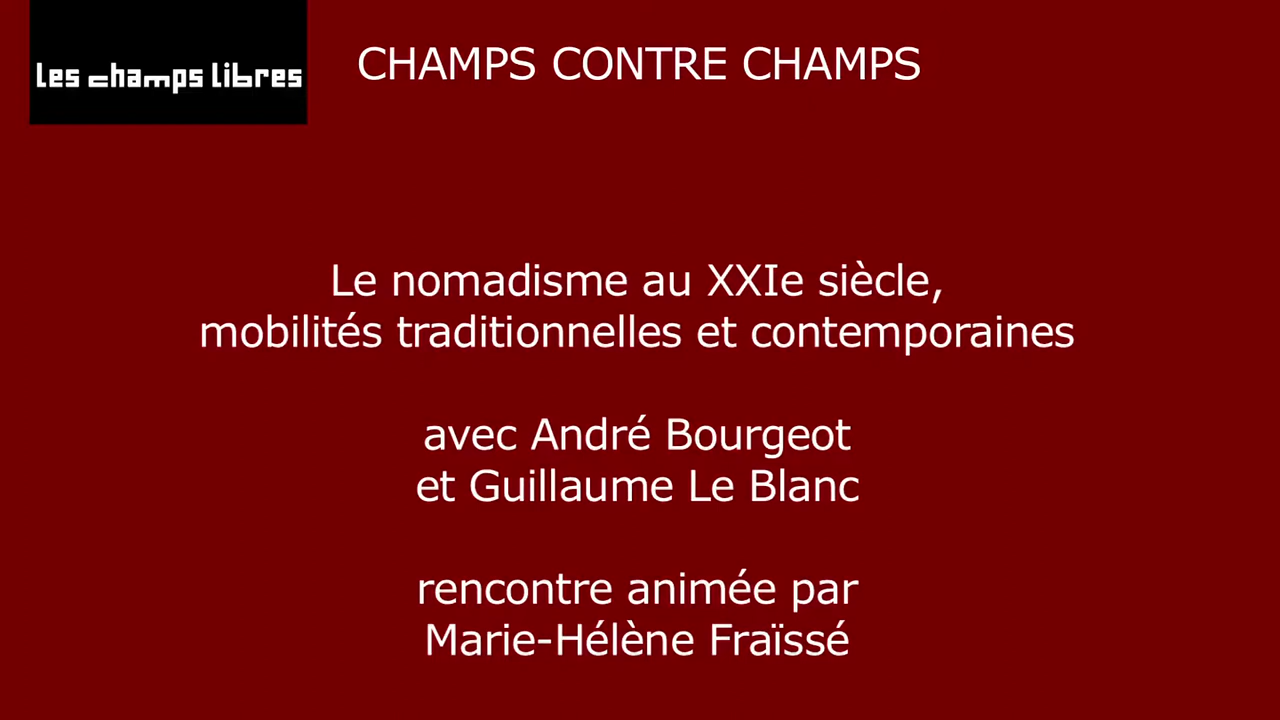 les champs libres
CHAMPS CONTRE CHAMPS
Le nomadisme au XXIe siècle,
mobilités traditionnelles et contemporaines
avec André Bourgeot
et Guillaume Le Blanc
rencontre animée par
Marie-Hélène Fraïssé